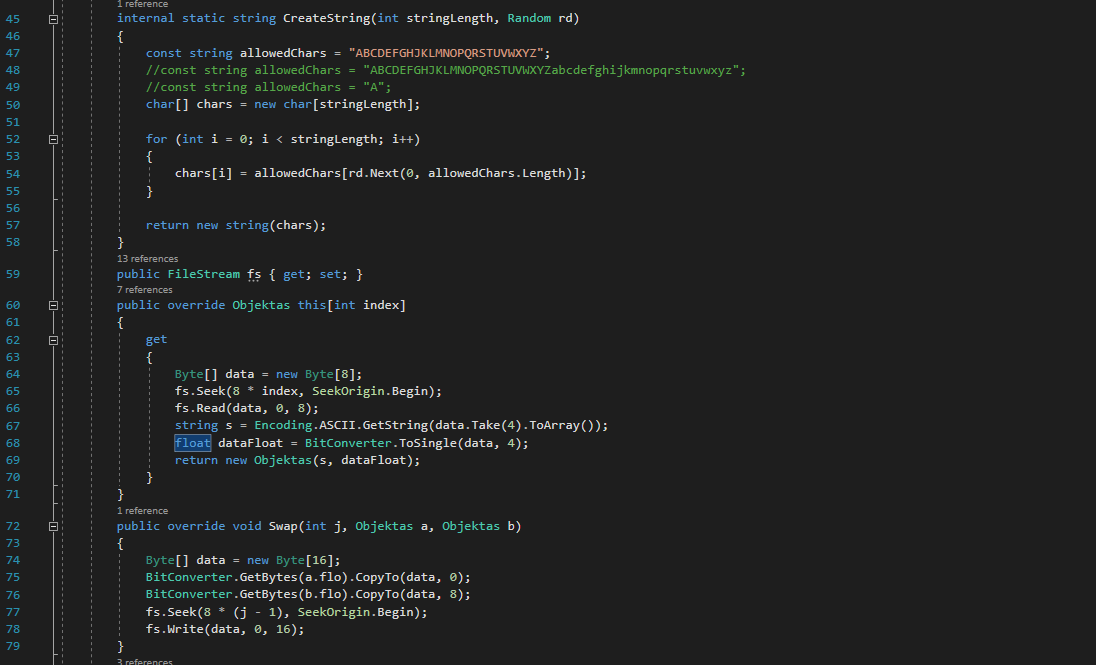 1 reference
45 internal static string CreateString(int stringLength, Random rd)
46 {
47 const string allowedChars = "ABCDEFGHJKLMNOPQRSTUVWXYZ";
48 //const string allowedChars = "ABCDEFGHJKLMNOPQRSTUVWXYZabcdefghijkmnopqrstuvwxyz";
49 //const string allowedChars = "A";
50 char[] chars = new char[stringLength];
51
52 for (int i = 0; i < stringLength; i++)
53 {
54 chars[i] = allowedChars[rd.Next(0, allowedChars.Length)];
55 }
56
57 return new string(chars);
58 }
13 references
59 public FileStream fs { get; set; }
7 references
60 public override Objektas this[int index]
61 {
62 get
63 {
64 Byte[] data = new Byte[8];
65 fs.Seek(8 * index, SeekOrigin.Begin);
66 fs.Read(data, 0, 8);
67 string s = Encoding.ASCII.GetString(data.Take(4).ToArray());
68 float dataFloat = BitConverter.ToSingle(data, 4);
69 return new Objektas(s, dataFloat);
70 }
71 }
1 reference
72 public override void Swap(int j, Objektas a, Objektas b)
73 {
74 Byte[] data = new Byte[16];
75 BitConverter.GetBytes(a.flo).CopyTo(data, 0);
76 BitConverter.GetBytes(b.flo).CopyTo(data, 8);
77 fs.Seek(8 * (j - 1), SeekOrigin.Begin);
78 fs.Write(data, 0, 16);
79 }
3 references